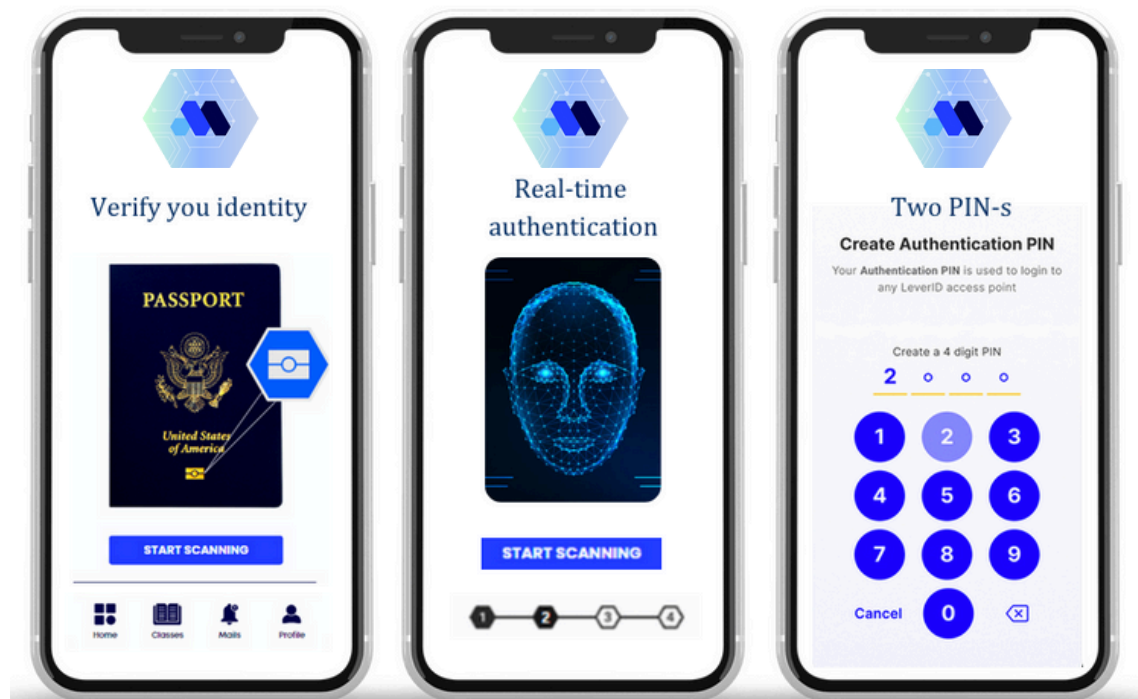 Verify you identity
PASSPORT
United States
of America
START SCANNING
Home
Classes
Mails
Profile
Real-time
authentication
START SCANNING
1
2
3
4
Two PIN-s
Create Authentication PIN
Your Authentication PIN is used to login to
any LeverID access point
Create a 4 digit PIN
2
1 2 3
4 5 6
7 8 9
Cancel 0